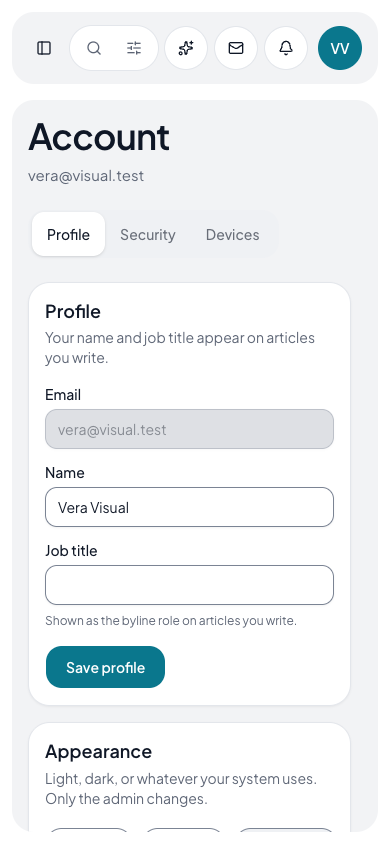 VV
Account
vera@visual.test
Profile
Security
Devices
Profile
Your name and job title appear on articles
you write.
Email
vera@visual.test
Name
Vera Visual
Job title
Shown as the byline role on articles you write.
Save profile
Appearance
Light, dark, or whatever your system uses.
Only the admin changes.